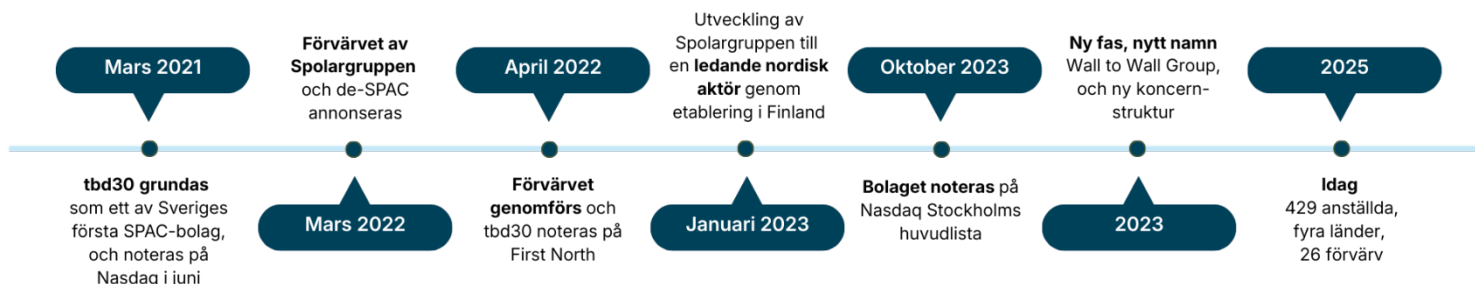 Mars 2021
tbd30 grundas
som ett av Sveriges
första SPAC-bolag,
och noteras på
Nasdaq i juni
Förvärvet av
Spolargruppen
och de-SPAC
annonseras
Mars 2022
April 2022
Förvärvet
genomförs och
tbd30 noteras på
First North
Utveckling av
Spolargruppen till
en ledande nordisk
aktör genom
etablering i Finland
Januari 2023
Oktober 2023
Bolaget noteras på
Nasdaq Stockholms
huvudlista
Ny fas, nytt namn
Wall to Wall Group,
och ny koncern-
struktur
2023
2025
Idag
429 anställda,
fyra länder,
26 förvärv